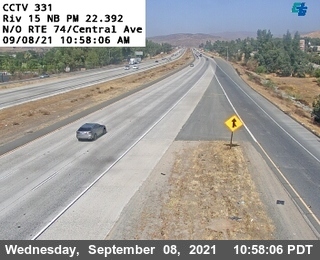 CCTV 331
Riv 15 NB PM 22.392
N/O RTE 74/Central Ave
09/08/21 10:58:06 AM
Wednesday, September 08, 2021 10:58:06 PDT